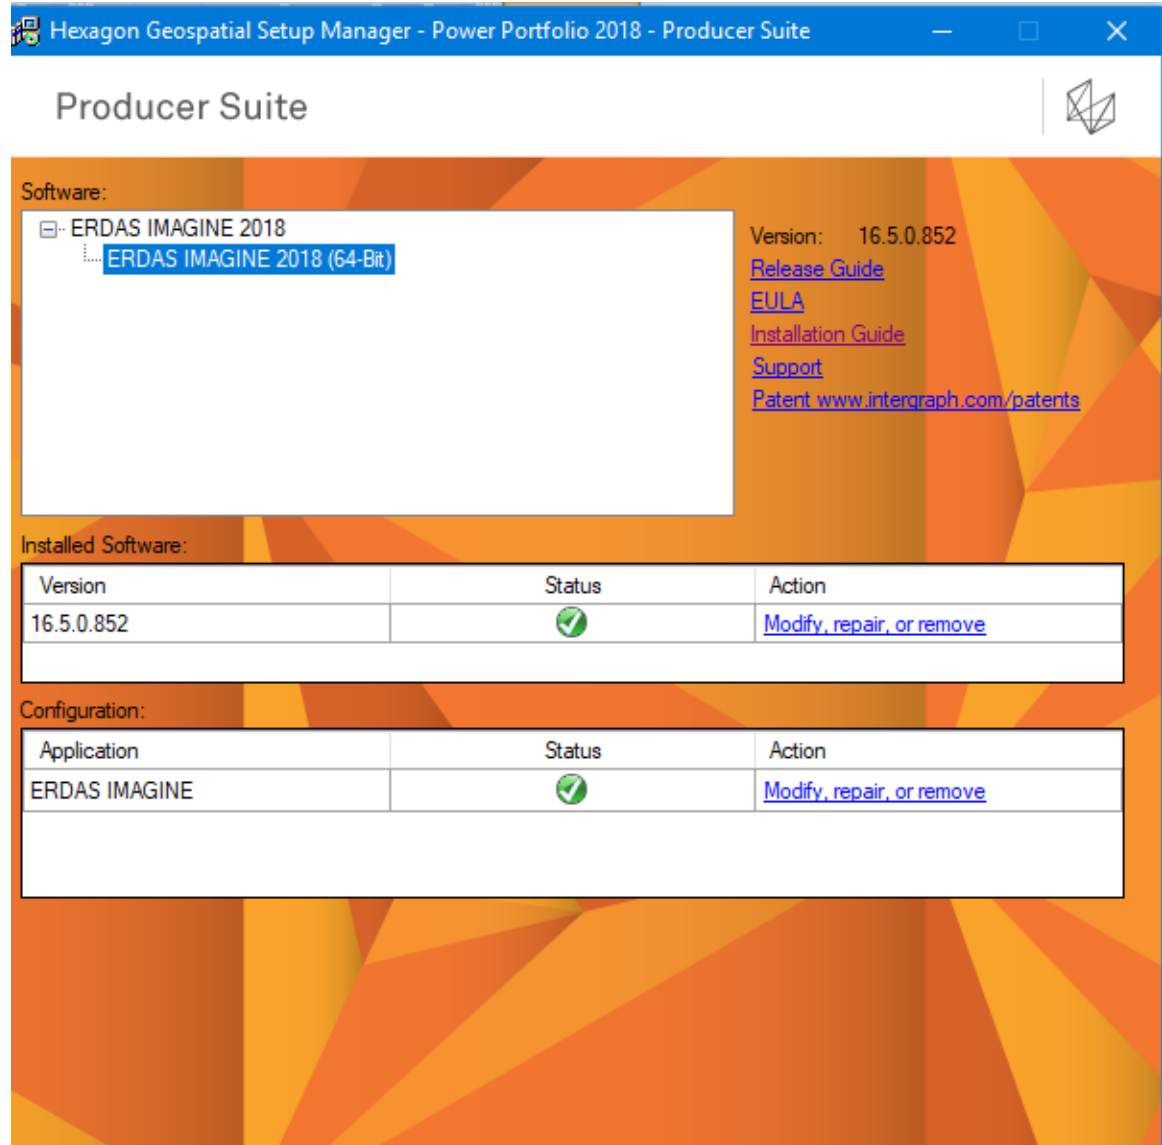 Hexagon Geospatial Setup Manager - Power Portfolio 2018 - Producer Suite
Producer Suite
Software:
ERDAS IMAGINE 2018
ERDAS IMAGINE 2018 (64-Bit)
Version: 16.5.0.852
Release Guide
EULA
Installation Guide
Support
Patent www.intergraph.com/patents
Installed Software:
Version Status Action
16.5.0.852 Modify, repair, or remove
Configuration:
Application Status Action
ERDAS IMAGINE Modify, repair, or remove